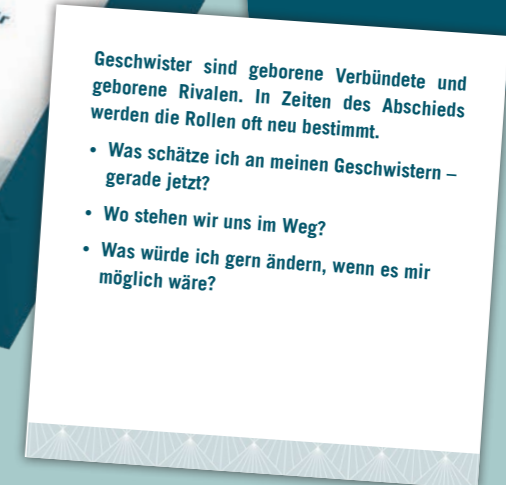 Geschwister sind geborene Verbündete und
geborene Rivalen. In Zeiten des Abschieds
werden die Rollen oft neu bestimmt.
• Was schätze ich an meinen Geschwistern –
gerade jetzt?
• Wo stehen wir uns im Weg?
• Was würde ich gern ändern, wenn es mir
möglich wäre?